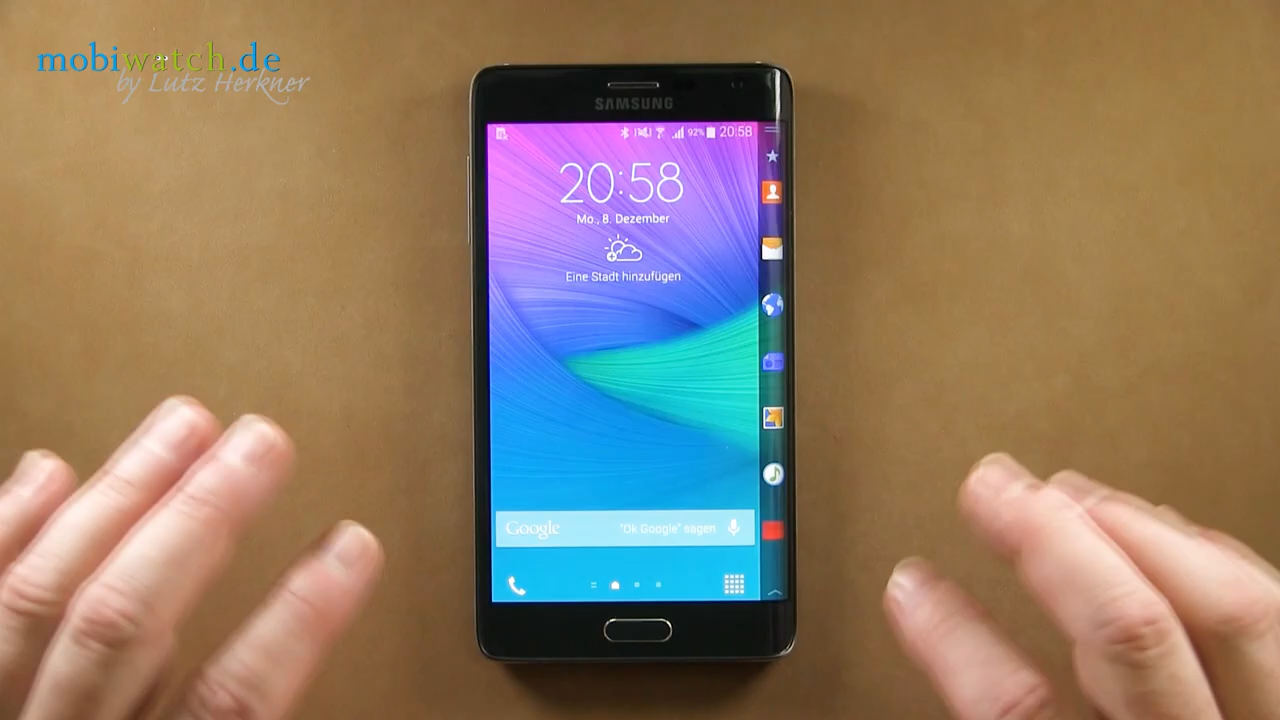 mobiwatch.de
by Lutz Herkner
SAMSUNG
92% 20:58
20:58
Mo., 8. Dezember
Eine Stadt hinzufügen
Google "Ok Google" sagen